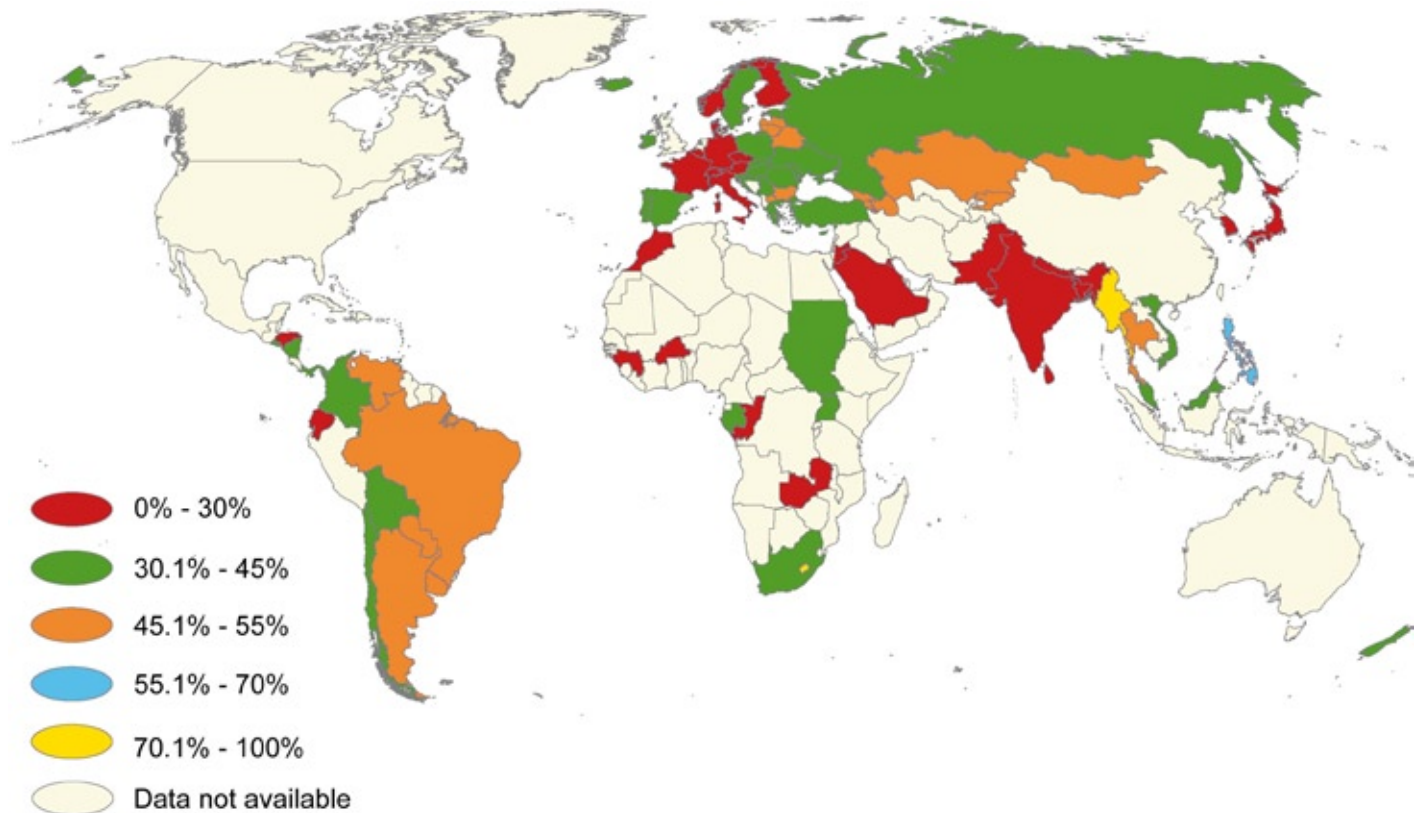 0% - 30%
30.1% - 45%
45.1% - 55%
55.1% - 70%
70.1% - 100%
Data not available